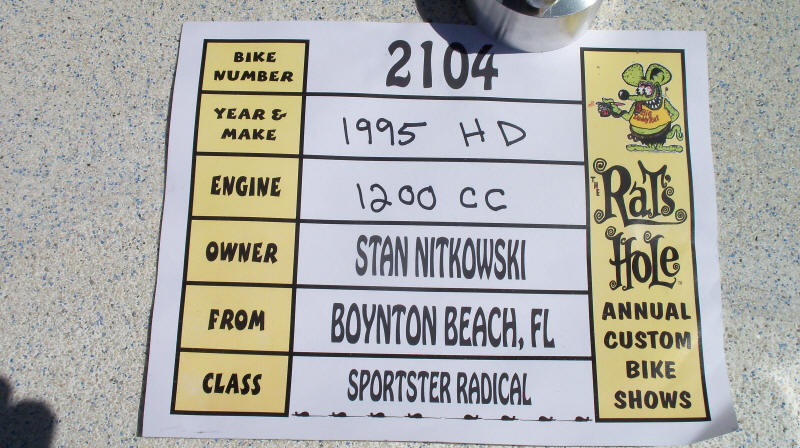 BIKE NUMBER 2104
YEAR & MAKE 1995 HD
ENGINE 1200 CC
OWNER STAN NITKOWSKI
FROM BOYNTON BEACH, FL
CLASS SPORTSTER RADICAL
THE
RAT'S
HOLE
ANNUAL
CUSTOM
BIKE
SHOWS